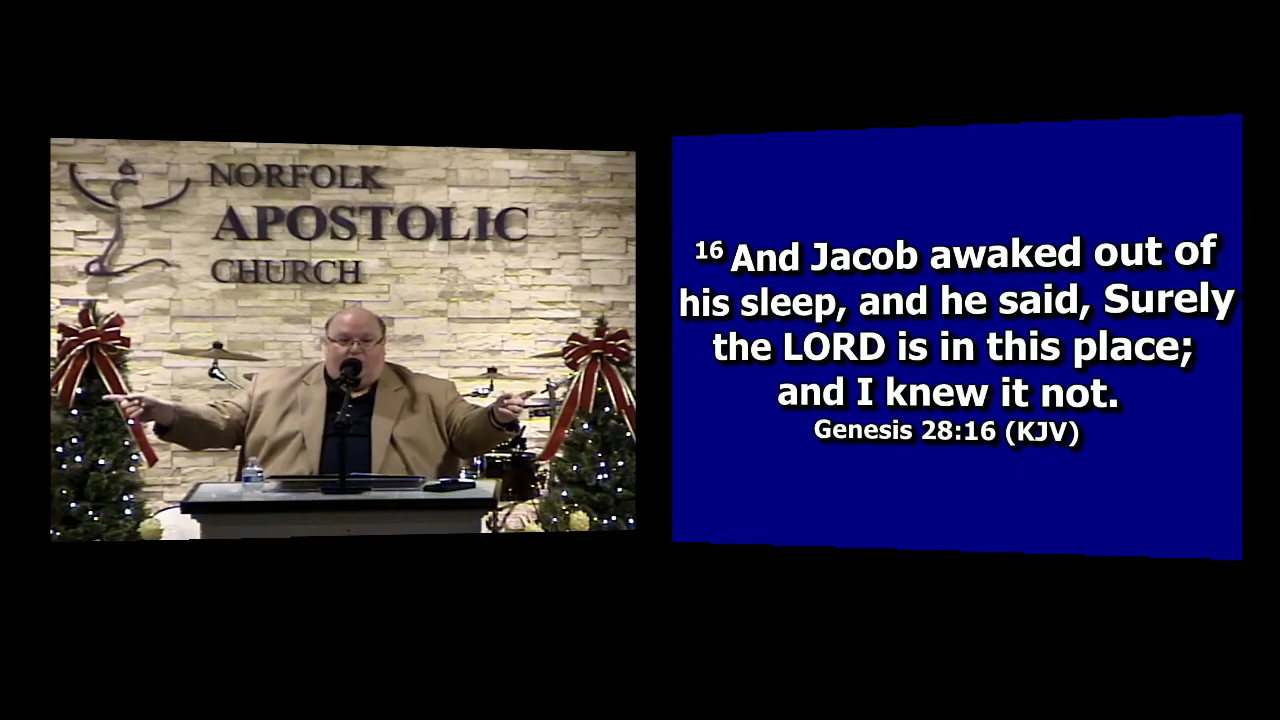 NORFOLK
APOSTOLIC
CHURCH
16 And Jacob awaked out of
his sleep, and he said, Surely
the LORD is in this place;
and I knew it not.
Genesis 28:16 (KJV)